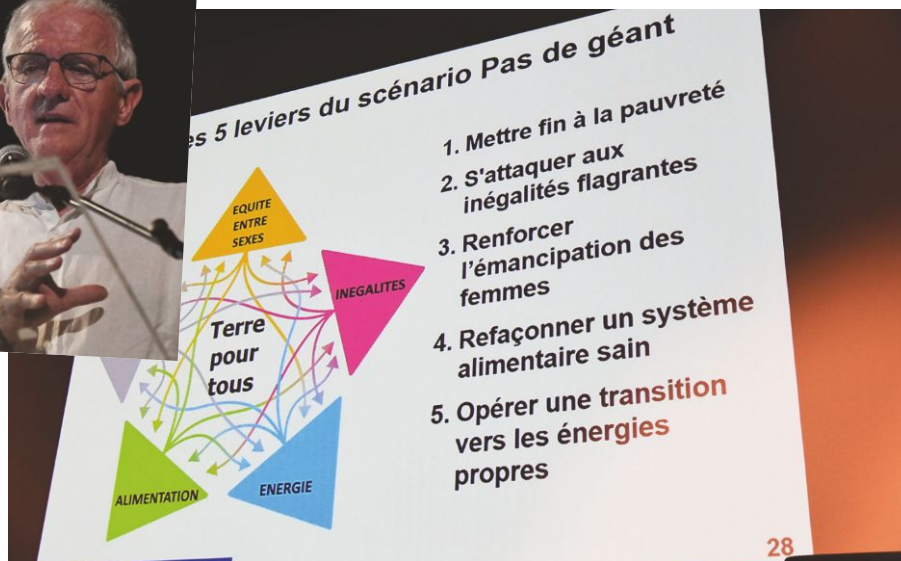 es 5 leviers du scénario Pas de géant
EQUITE
ENTRE
SEXES
INEGALITES
Terre
pour
tous
ALIMENTATION
ENERGIE
1. Mettre fin à la pauvreté
2. S'attaquer aux
inégalités flagrantes
3. Renforcer
l'émancipation des
femmes
4. Refaçonner un système
alimentaire sain
5. Opérer une transition
vers les énergies
propres
28